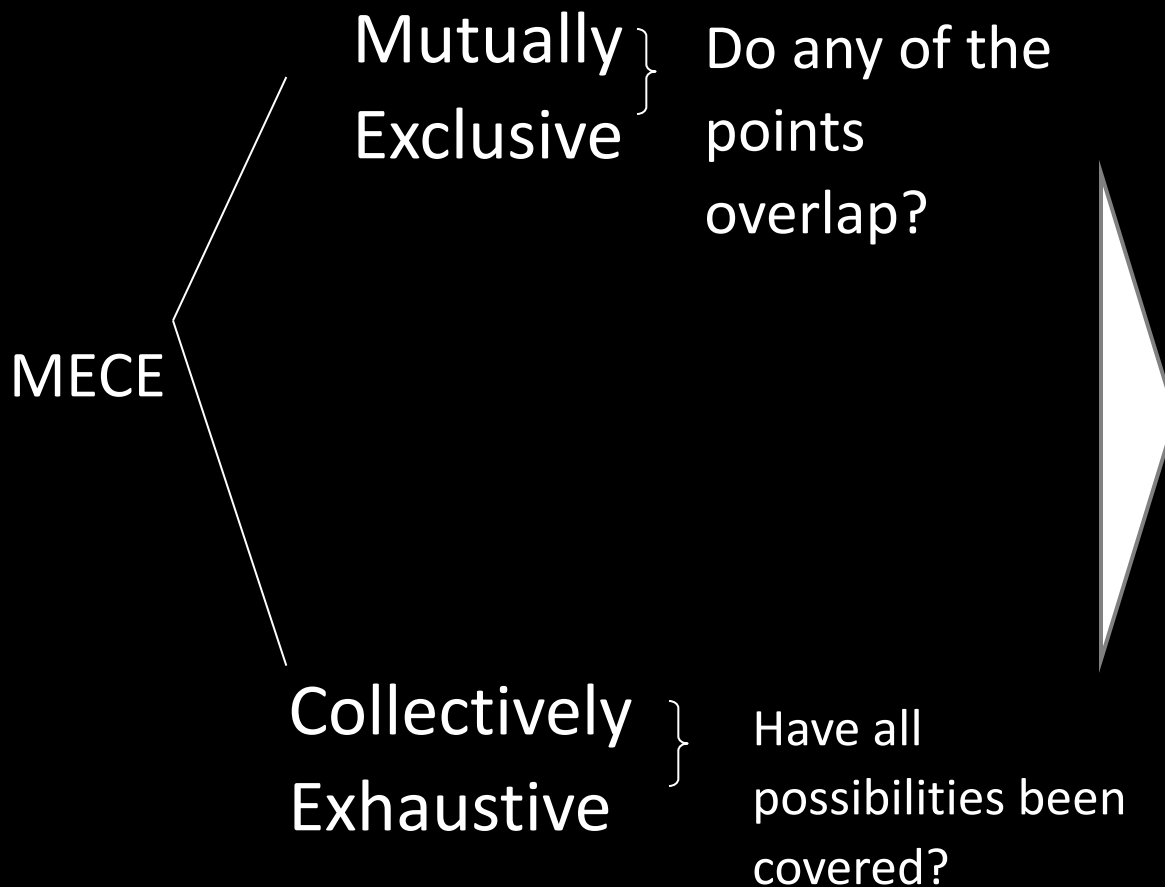 Mutually
Exclusive
Do any of the
points
overlap?
MECE
Collectively
Exhaustive
Have all
possibilities been
covered?